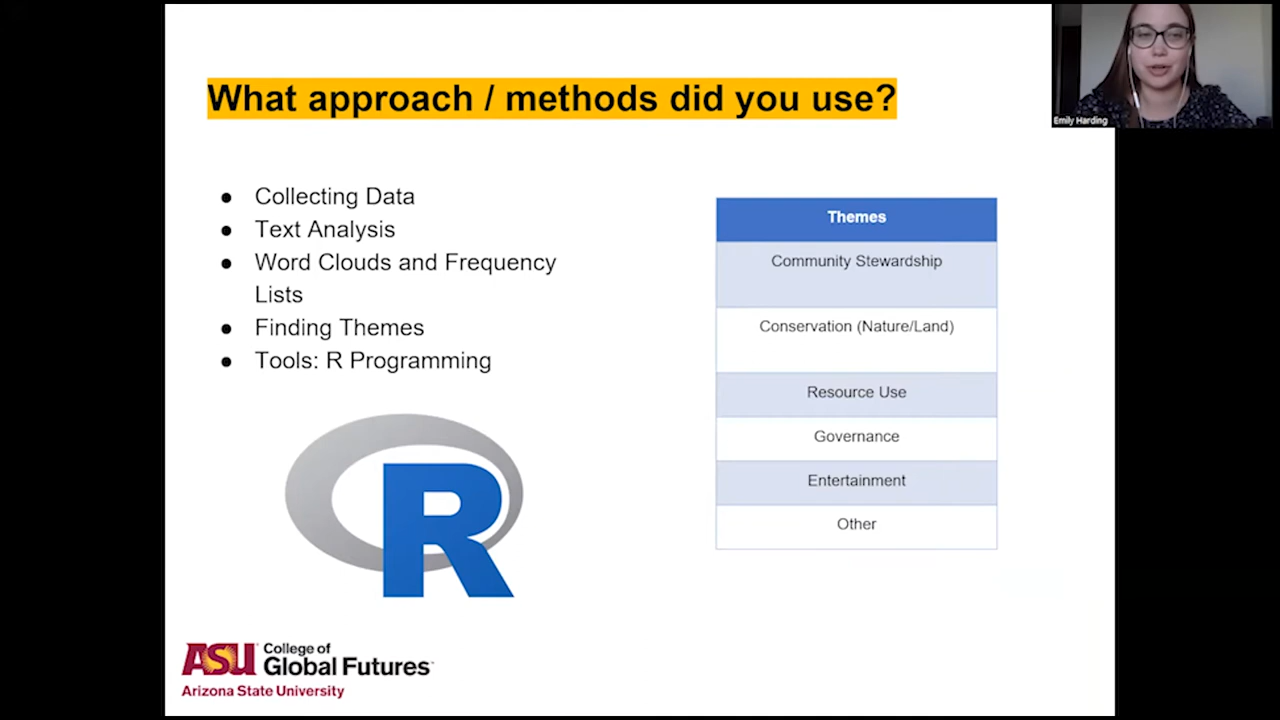 What approach / methods did you use?
Emily Harding
● Collecting Data
● Text Analysis
● Word Clouds and Frequency
Lists
● Finding Themes
● Tools: R Programming
Themes
Community Stewardship
Conservation (Nature/Land)
Resource Use
Governance
Entertainment
Other
R
ASU College of
Global Futures
Arizona State University